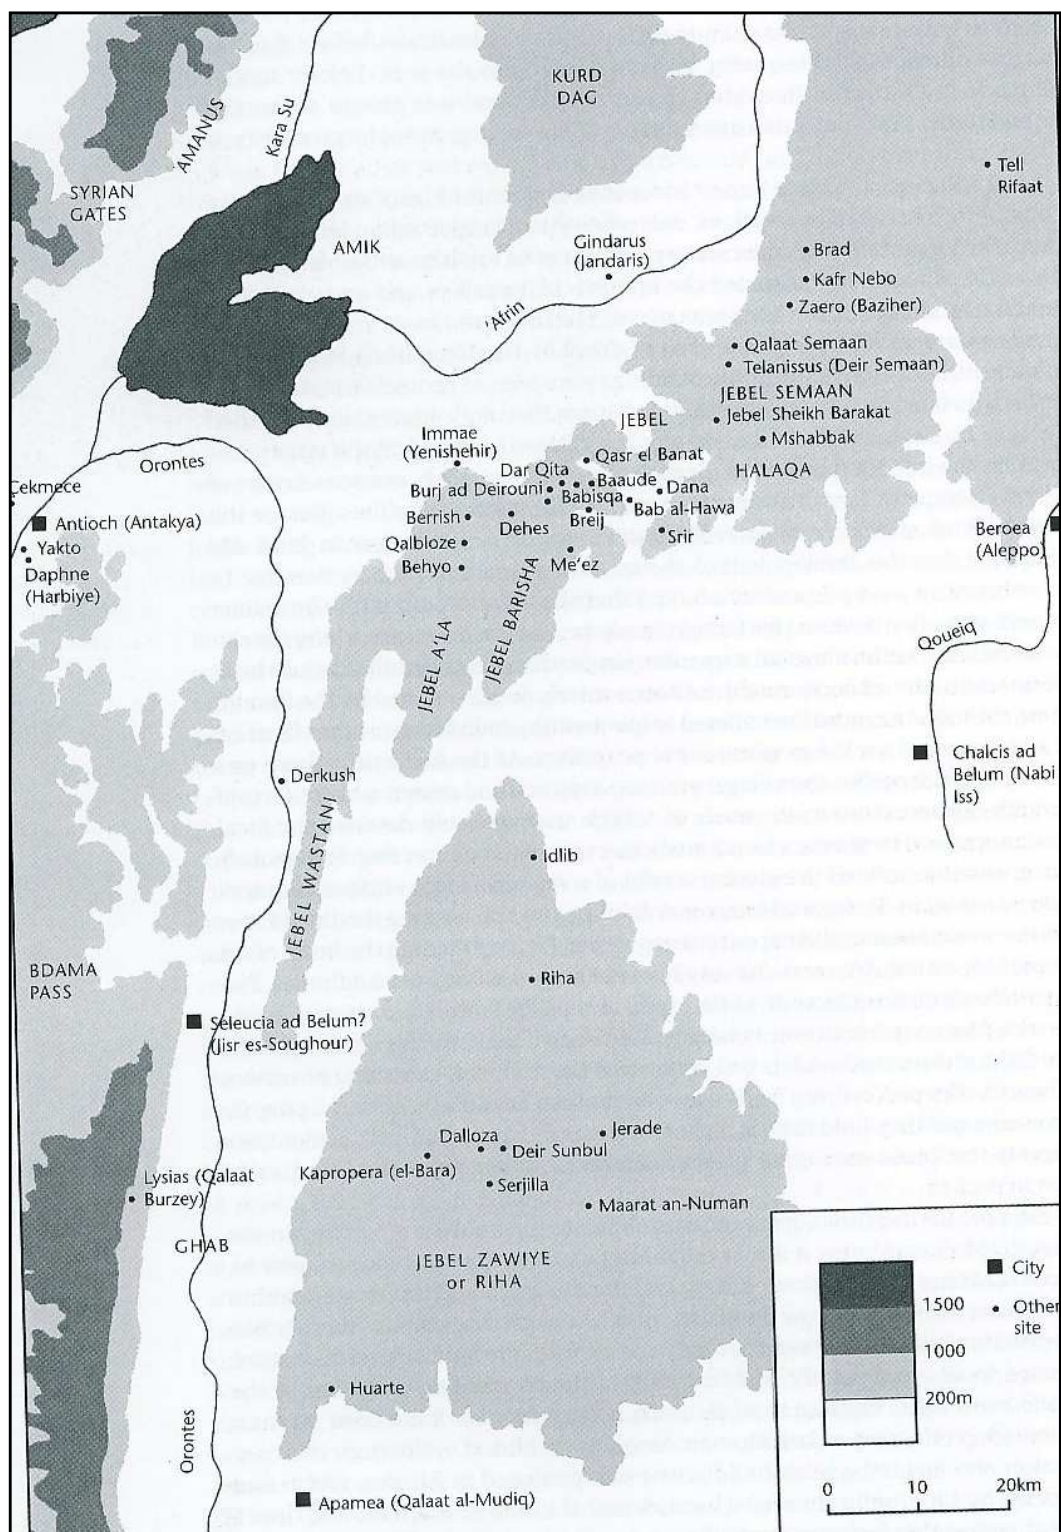 KURD
DAG
AMANUS
Kara Su
Tell
Rifaat
SYRIAN
GATES
AMIK
Gindarus
(Jandaris)
Brad
Kafr Nebo
Zaero (Baziher)
'Afrin
Qalaat Semaan
Telanissus (Deir Semaan)
JEBEL SEMAAN
Jebel Sheikh Barakat
JEBEL
Mshabbak
HALAQA
Immae
(Yenishehir)
Orontes
Qasr el Banat
Dar Qita
Baaude
Dana
Burj ad Deirouni
Babisqa
Bab al-Hawa
Çekmece
Antioch (Antakya)
Berrish
Dehes
Breij
Srir
Beroea
(Aleppo)
Yakto
Qalbloze
Daphne
(Harbiye)
Behyo
Me'ez
Qoueiq
JEBEL A'LA
JEBEL BARISHA
Derkush
Chalcis ad
Belum (Nabi
Iss)
JEBEL WASTANI
Idlib
BDAMA
PASS
Riha
Seleucia ad Belum?
(Jisr es-Soughour)
Jerade
Dalloza
Deir Sunbul
Kapropera (el-Bara)
Lysias (Qalaat
Burzey)
Serjilla
Maarat an-Numan
GHAB
JEBEL ZAWIYE
or RIHA
City
1500
Other
site
1000
200m
Huarte
Orontes
Apamea (Qalaat al-Mudiq)
0 10 20km